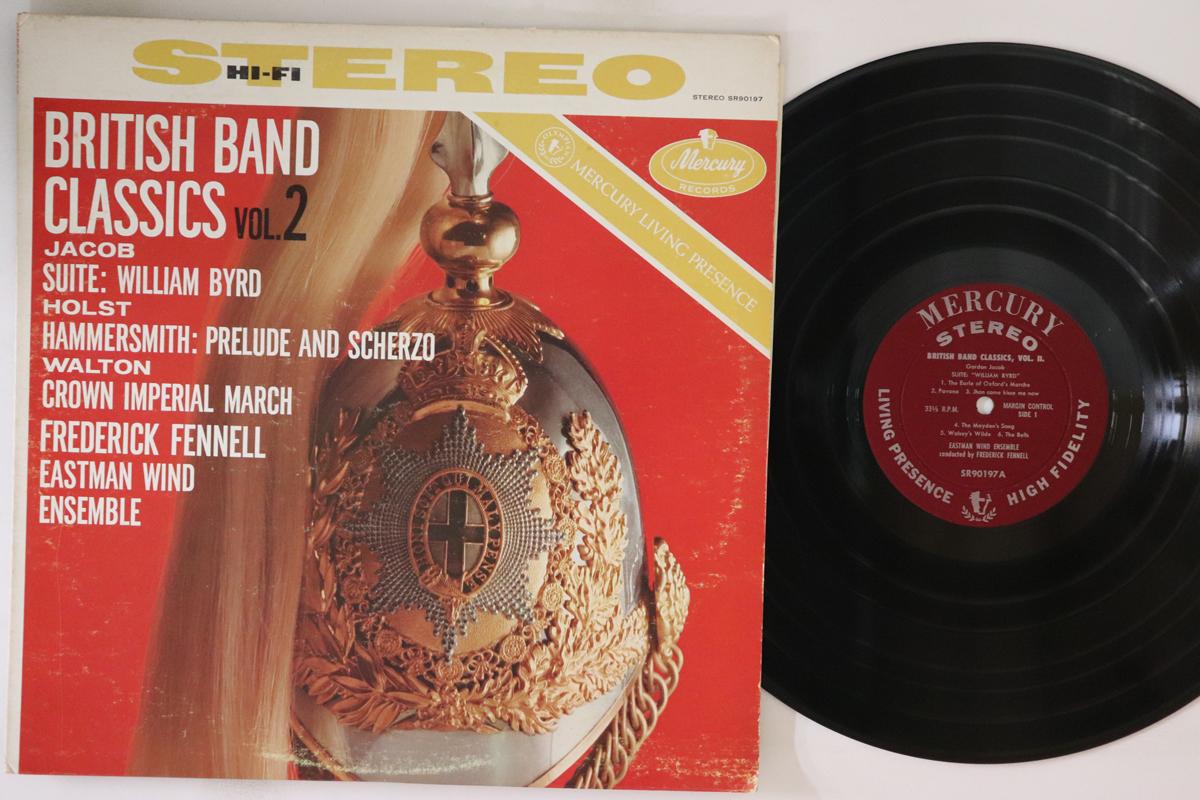 STEREO
HI-FI
STEREO SR90197
BRITISH BAND
CLASSICS VOL.2
JACOB
SUITE: WILLIAM BYRD
HOLST
HAMMERSMITH: PRELUDE AND SCHERZO
WALTON
CROWN IMPERIAL MARCH
FREDERICK FENNELL
EASTMAN WIND
ENSEMBLE
MERCURY LIVING PRESENCE
Mercury
RECORDS
MERCURY
STEREO
BRITISH BAND CLASSICS, VOL. II.
Gordon Jacob
SUITE: "WILLIAM BYRD"
1. The Earle of Oxford's Marche
2. Pavana 3. Jhon come kisse me now
33⅓ R.P.M.
MARGIN CONTROL
SIDE 1
4. The Mayden's Song
5. Wolsey's Wilde 6. The Bells
EASTMAN WIND ENSEMBLE
conducted by FREDERICK FENNELL
SR90197A
LIVING PRESENCE
HIGH FIDELITY